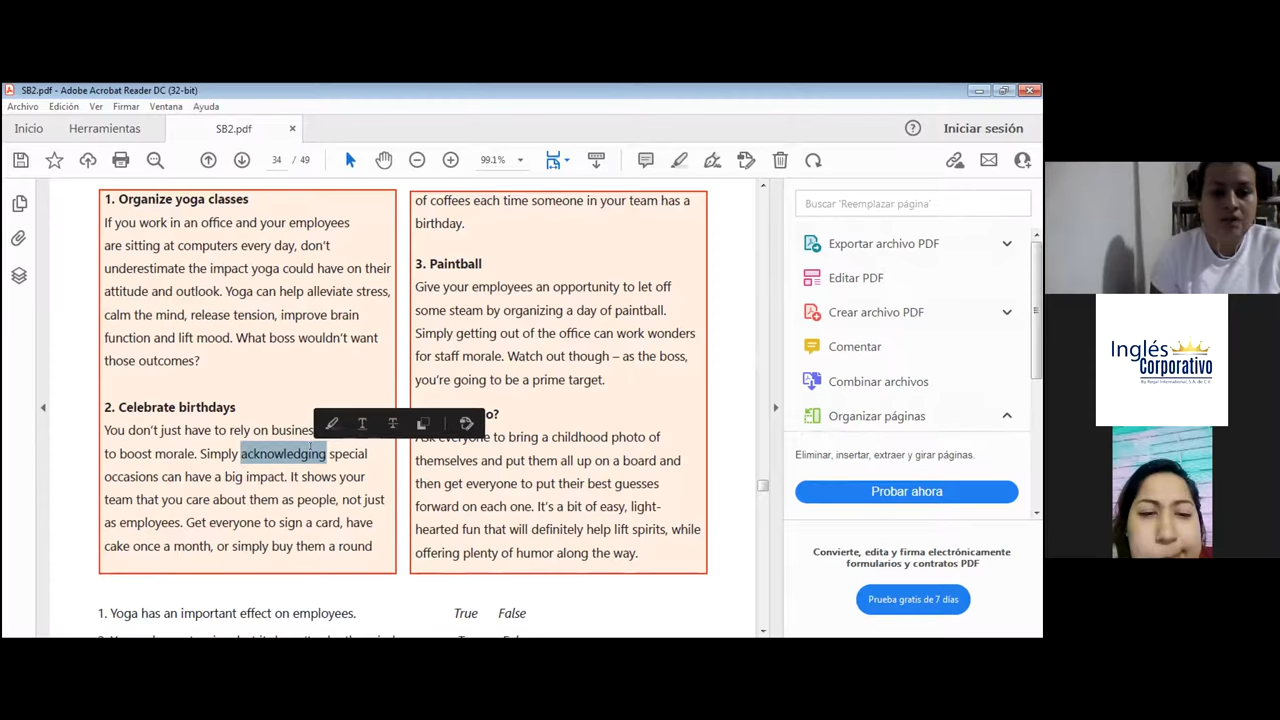 SB2.pdf - Adobe Acrobat Reader DC (32-bit)
Archivo Edición Ver Firmar Ventana Ayuda
Inicio Herramientas SB2.pdf × Iniciar sesión
34 / 49 99.1%
1. Organize yoga classes
If you work in an office and your employees
are sitting at computers every day, don't
underestimate the impact yoga could have on their
attitude and outlook. Yoga can help alleviate stress,
calm the mind, release tension, improve brain
function and lift mood. What boss wouldn't want
those outcomes?
2. Celebrate birthdays
You don't just have to rely on busines
to boost morale. Simply acknowledging special
occasions can have a big impact. It shows your
team that you care about them as people, not just
as employees. Get everyone to sign a card, have
cake once a month, or simply buy them a round
of coffees each time someone in your team has a
birthday.
3. Paintball
Give your employees an opportunity to let off
some steam by organizing a day of paintball.
Simply getting out of the office can work wonders
for staff morale. Watch out though – as the boss,
you're going to be a prime target.
o?
Ask everyone to bring a childhood photo of
themselves and put them all up on a board and
then get everyone to put their best guesses
forward on each one. It's a bit of easy, light-
hearted fun that will definitely help lift spirits, while
offering plenty of humor along the way.
1. Yoga has an important effect on employees. True False
Buscar 'Reemplazar página'
Exportar archivo PDF
Editar PDF
Crear archivo PDF
Comentar
Combinar archivos
Organizar páginas
Eliminar, insertar, extraer y girar páginas.
Probar ahora
Convierte, edita y firma electrónicamente
formularios y contratos PDF
Prueba gratis de 7 días
Inglés
Corporativo